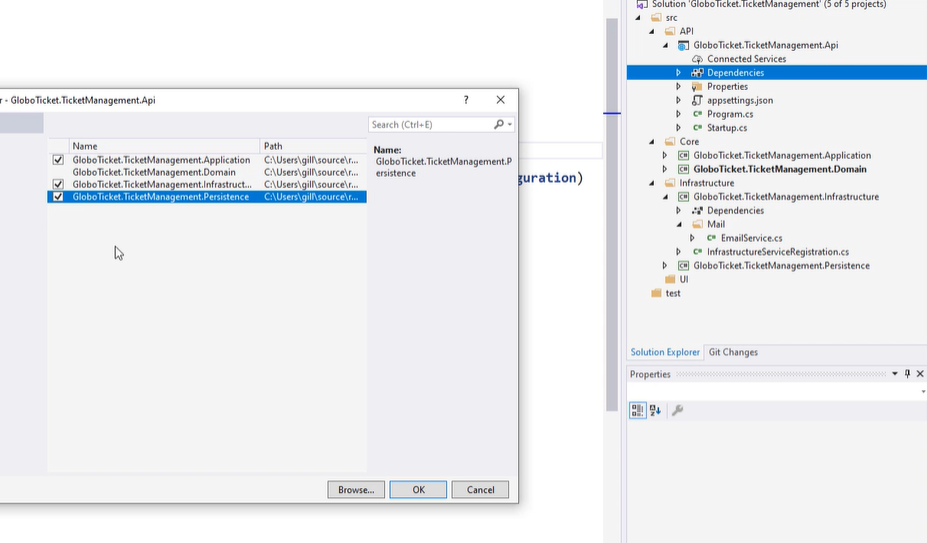 Solution 'GloboTicket.TicketManagement' (5 of 5 projects)
src
API
GloboTicket.TicketManagement.Api
Connected Services
Dependencies
Properties
appsettings.json
Program.cs
Startup.cs
Core
GloboTicket.TicketManagement.Application
GloboTicket.TicketManagement.Domain
Infrastructure
GloboTicket.TicketManagement.Infrastructure
Dependencies
Mail
EmailService.cs
InfrastructureServiceRegistration.cs
GloboTicket.TicketManagement.Persistence
UI
test
Solution Explorer Git Changes
Properties
r - GloboTicket.TicketManagement.Api ?
Search (Ctrl+E)
Name Path
GloboTicket.TicketManagement.Application C:\Users\gill\source\r...
GloboTicket.TicketManagement.Domain C:\Users\gill\source\r...
GloboTicket.TicketManagement.Infrastruct... C:\Users\gill\source\r...
GloboTicket.TicketManagement.Persistence C:\Users\gill\source\r...
Name:
GloboTicket.TicketManagement.P
ersistence
Browse... OK Cancel
guration)